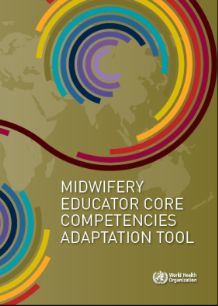 MIDWIFERY
EDUCATOR CORE
COMPETENCIES
ADAPTATION TOOL
World Health
Organization